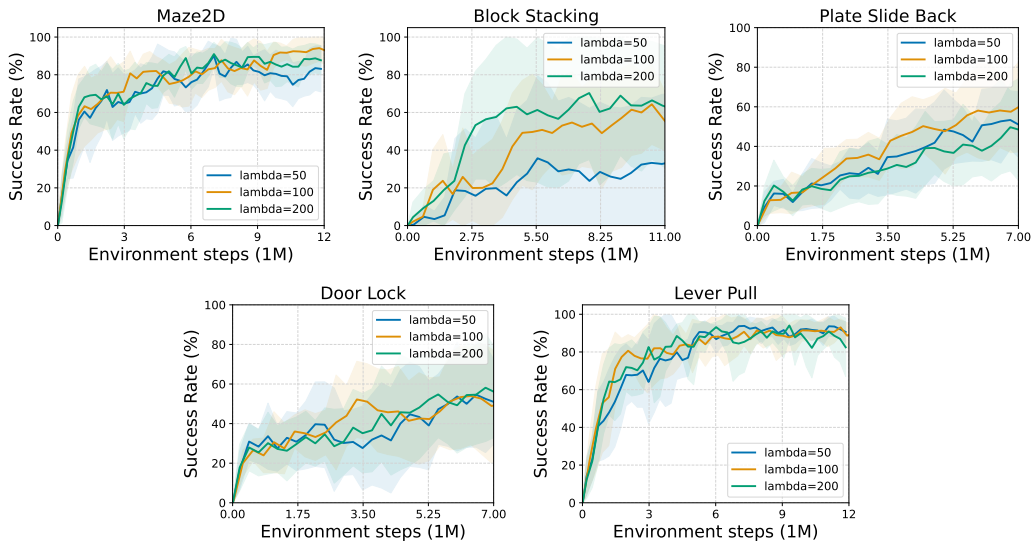 Maze2D
Success Rate (%)
100
80
60
40
20
0
lambda=50
lambda=100
lambda=200
0 3 6 9 12
Environment steps (1M)
Block Stacking
Success Rate (%)
100
80
60
40
20
0
lambda=50
lambda=100
lambda=200
0.00 2.75 5.50 8.25 11.00
Environment steps (1M)
Plate Slide Back
Success Rate (%)
100
80
60
40
20
0
lambda=50
lambda=100
lambda=200
0.00 1.75 3.50 5.25 7.00
Environment steps (1M)
Door Lock
Success Rate (%)
100
80
60
40
20
0
lambda=50
lambda=100
lambda=200
0.00 1.75 3.50 5.25 7.00
Environment steps (1M)
Lever Pull
Success Rate (%)
100
80
60
40
20
0
lambda=50
lambda=100
lambda=200
0 3 6 9 12
Environment steps (1M)